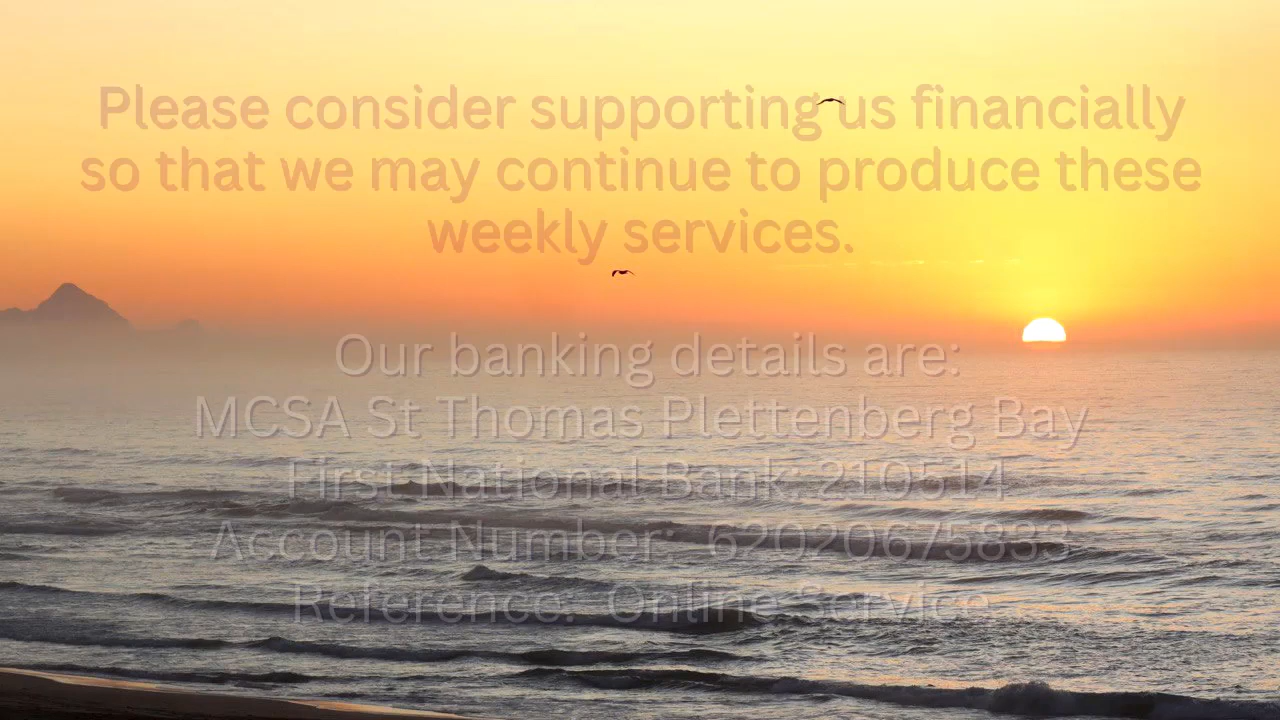 Please consider supporting us financially
so that we may continue to produce these
weekly services.
Our banking details are:
MCSA St Thomas Plettenberg Bay
First National Bank: 210514
Account Number: 62020675833
Reference: Online Service